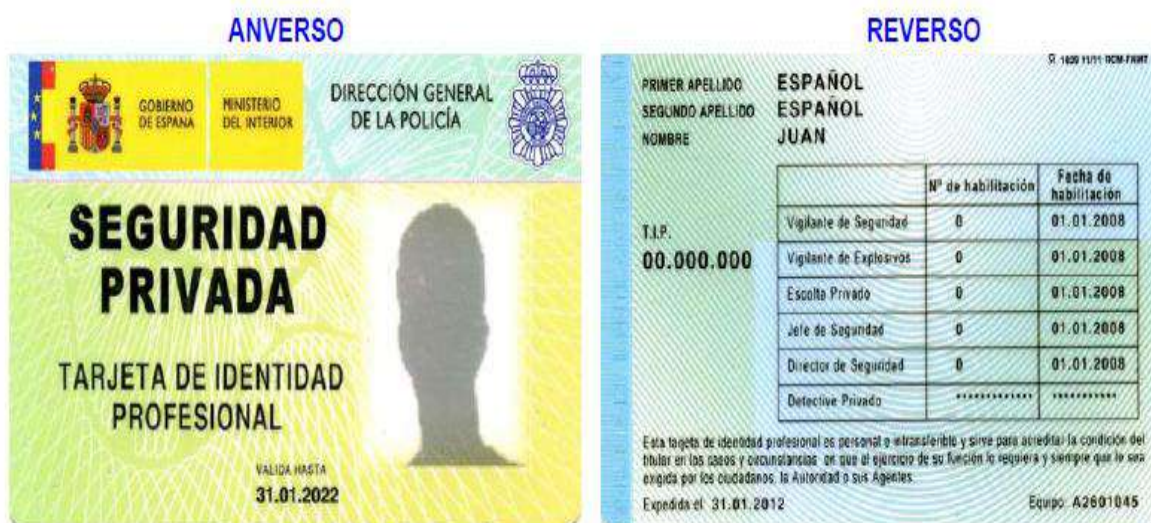 ANVERSO
GOBIERNO
DE ESPAÑA
MINISTERIO
DEL INTERIOR
DIRECCIÓN GENERAL
DE LA POLICÍA
SEGURIDAD
PRIVADA
TARJETA DE IDENTIDAD
PROFESIONAL
VALIDA HASTA
31.01.2022
REVERSO
PRIMER APELLIDO ESPAÑOL
SEGUNDO APELLIDO ESPAÑOL
NOMBRE JUAN
T.I.P.
00.000.000
Nº de habilitación Fecha de habilitación
Vigilante de Seguridad 0 01.01.2008
Vigilante de Explosivos 0 01.01.2008
Escolta Privado 0 01.01.2008
Jefe de Seguridad 0 01.01.2008
Director de Seguridad 0 01.01.2008
Detective Privado ************* ***********
Esta tarjeta de identidad profesional es personal e intransferible y sirve para acreditar la condición del
titular en los casos y circunstancias en que el ejercicio de su función lo requiera y siempre que le sea
exigida por los ciudadanos, la Autoridad o sus Agentes
Expedida el 31.01.2012 Equipo A2801045